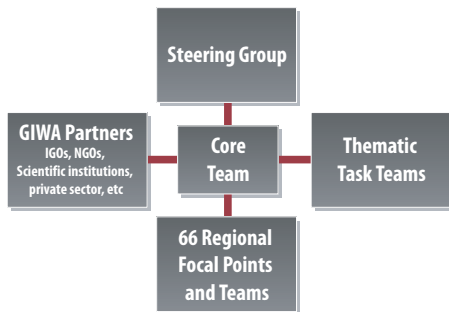 Steering Group
GIWA Partners
IGOs, NGOs,
Scientific institutions,
private sector, etc
Core
Team
Thematic
Task Teams
66 Regional
Focal Points
and Teams